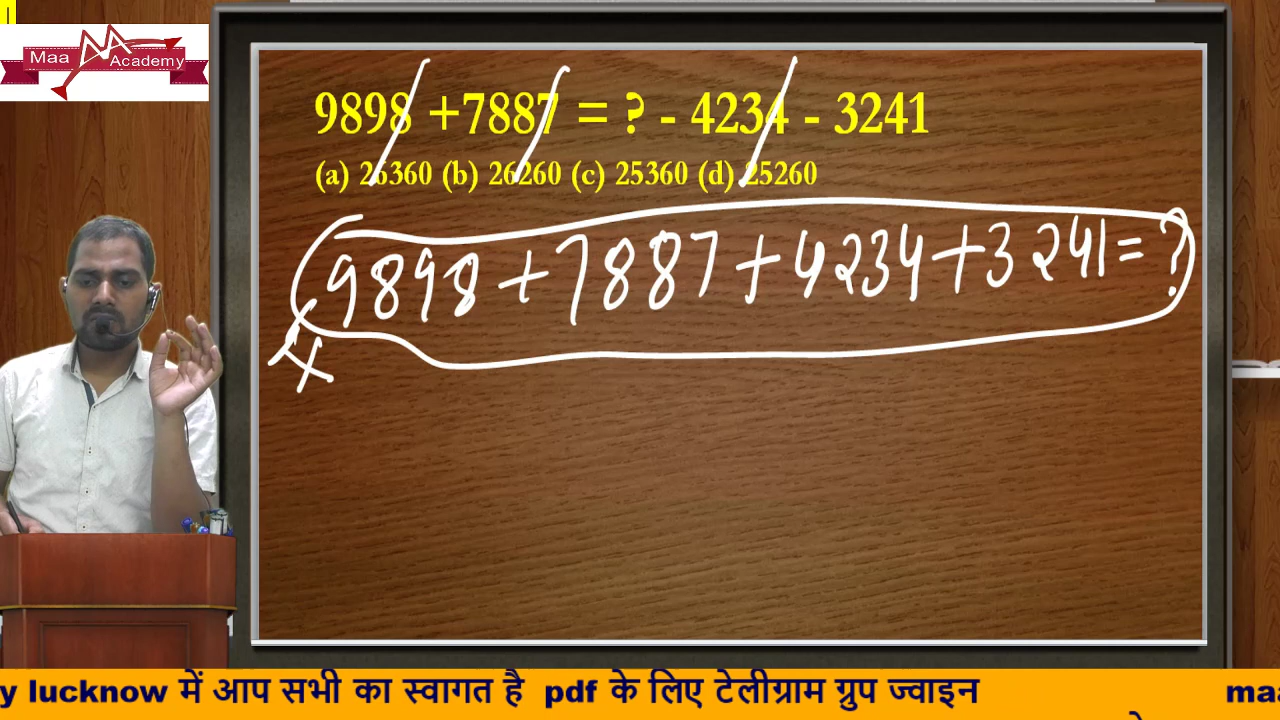 Maa Academy
9898 +7887 = ? - 4234 - 3241
(a) 26360 (b) 26260 (c) 25360 (d) 25260
9898+7887+4234+3241=?
y lucknow में आप सभी का स्वागत है pdf के लिए टेलीग्राम ग्रुप ज्वाइन